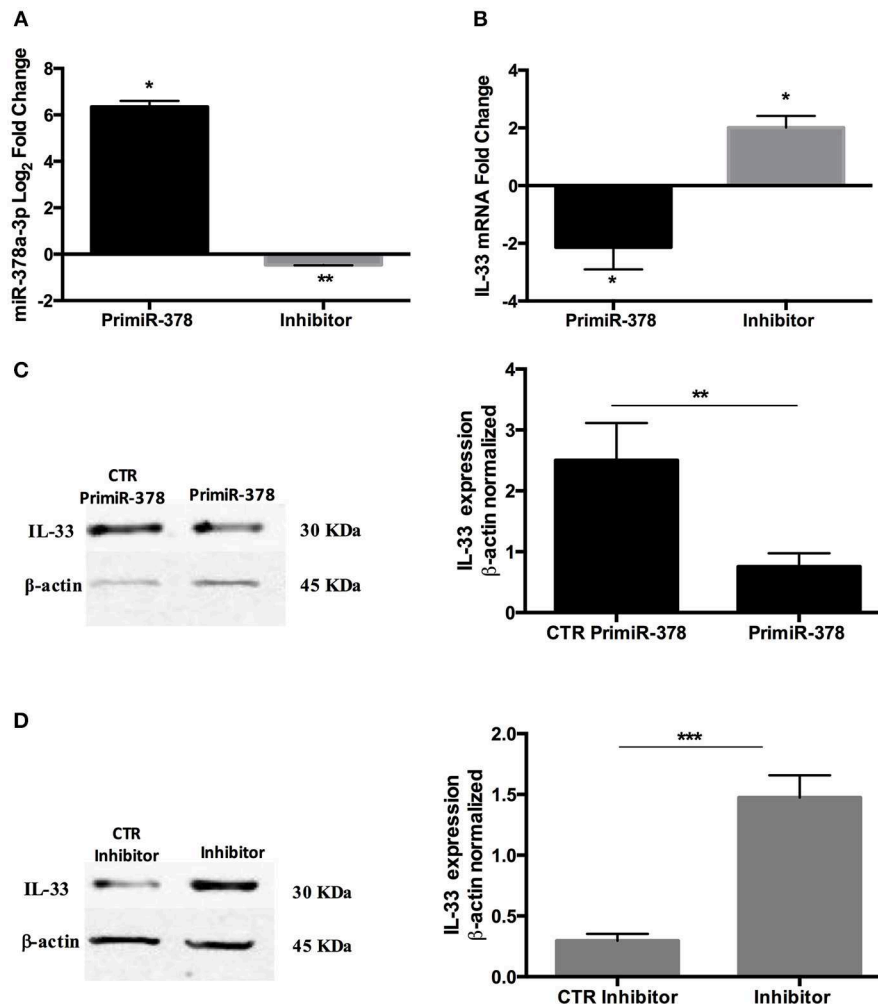 A
miR-378a-3p Log2 Fold Change
6
4
2
0
-2
*
**
PrimiR-378
Inhibitor
B
IL-33 mRNA Fold Change
4
2
0
-2
-4
*
*
PrimiR-378
Inhibitor
C
CTR
PrimiR-378
PrimiR-378
IL-33
30 KDa
β-actin
45 KDa
IL-33 expression
β-actin normalized
4
3
2
1
0
**
CTR PrimiR-378
PrimiR-378
D
CTR
Inhibitor
Inhibitor
IL-33
30 KDa
β-actin
45 KDa
IL-33 expression
β-actin normalized
2.0
1.5
1.0
0.5
0.0
***
CTR Inhibitor
Inhibitor